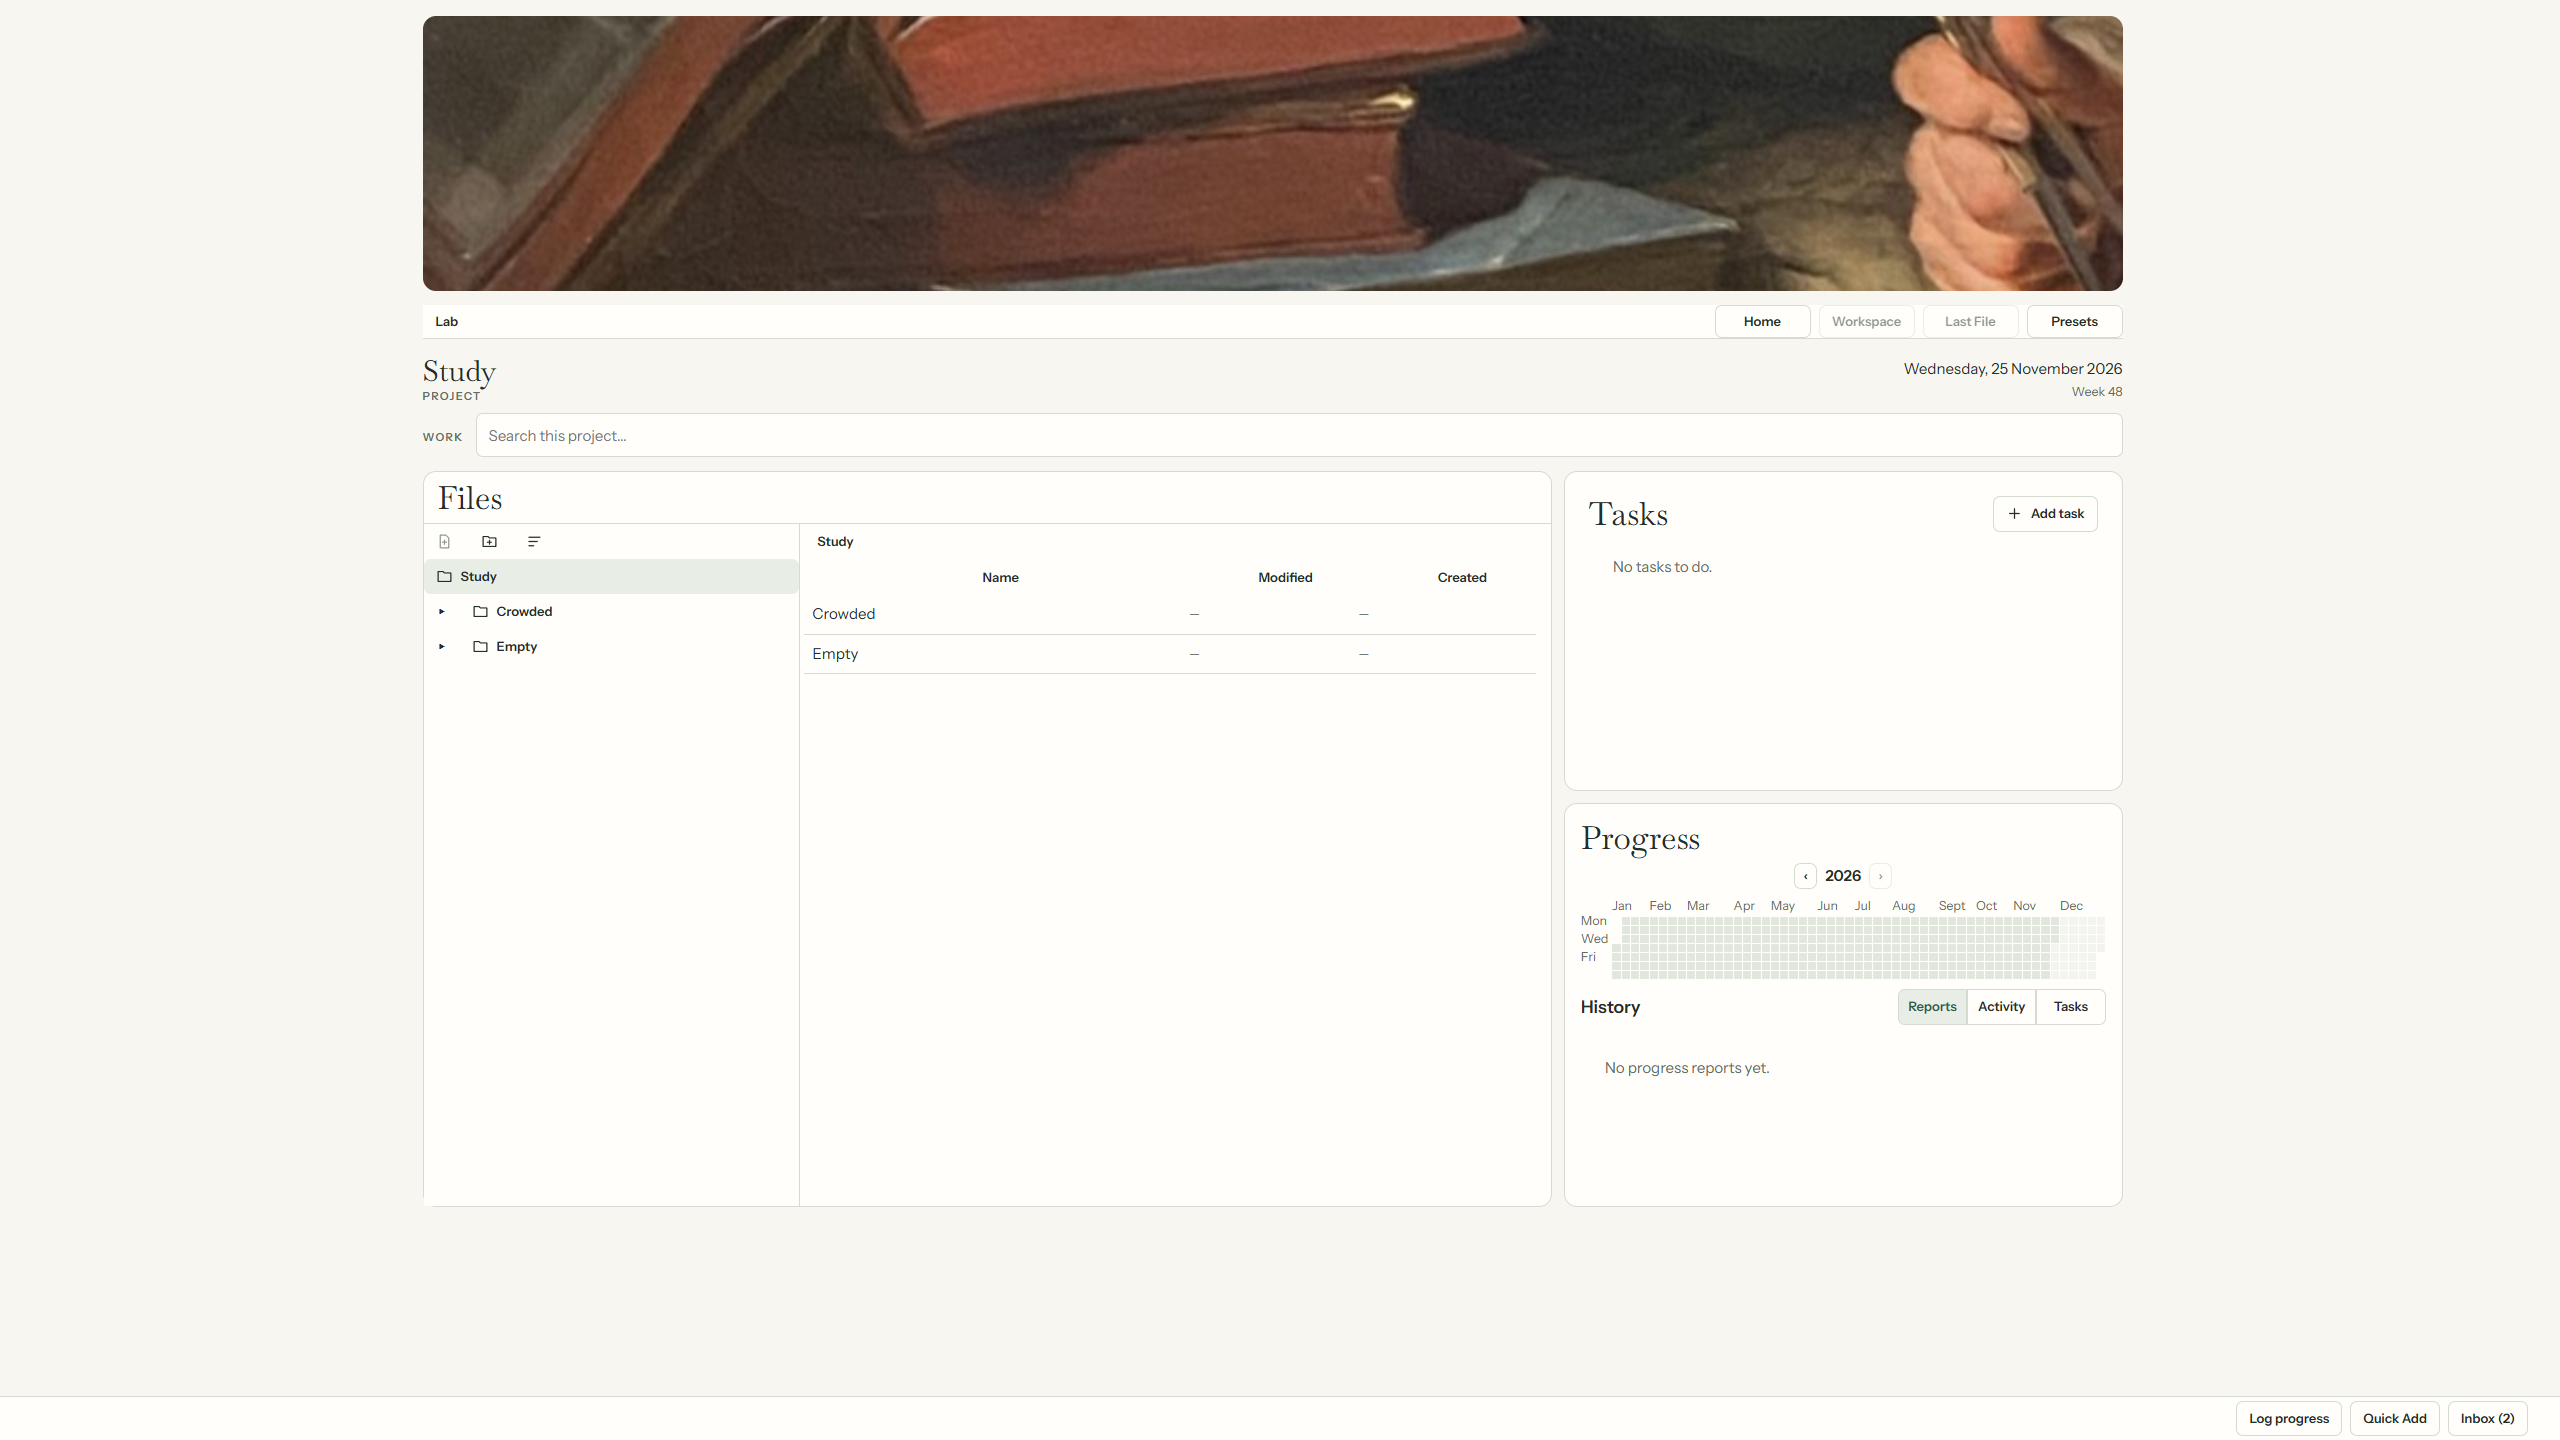 Lab
Home
Workspace
Last File
Presets
Study
PROJECT
Wednesday, 25 November 2026
Week 48
WORK
Search this project...
Files
Study
Crowded
Empty
Study
Name Modified Created
Crowded — —
Empty — —
Tasks
Add task
No tasks to do.
Progress
‹ 2026 ›
Jan Feb Mar Apr May Jun Jul Aug Sept Oct Nov Dec
Mon
Wed
Fri
History
Reports
Activity
Tasks
No progress reports yet.
Log progress
Quick Add
Inbox (2)